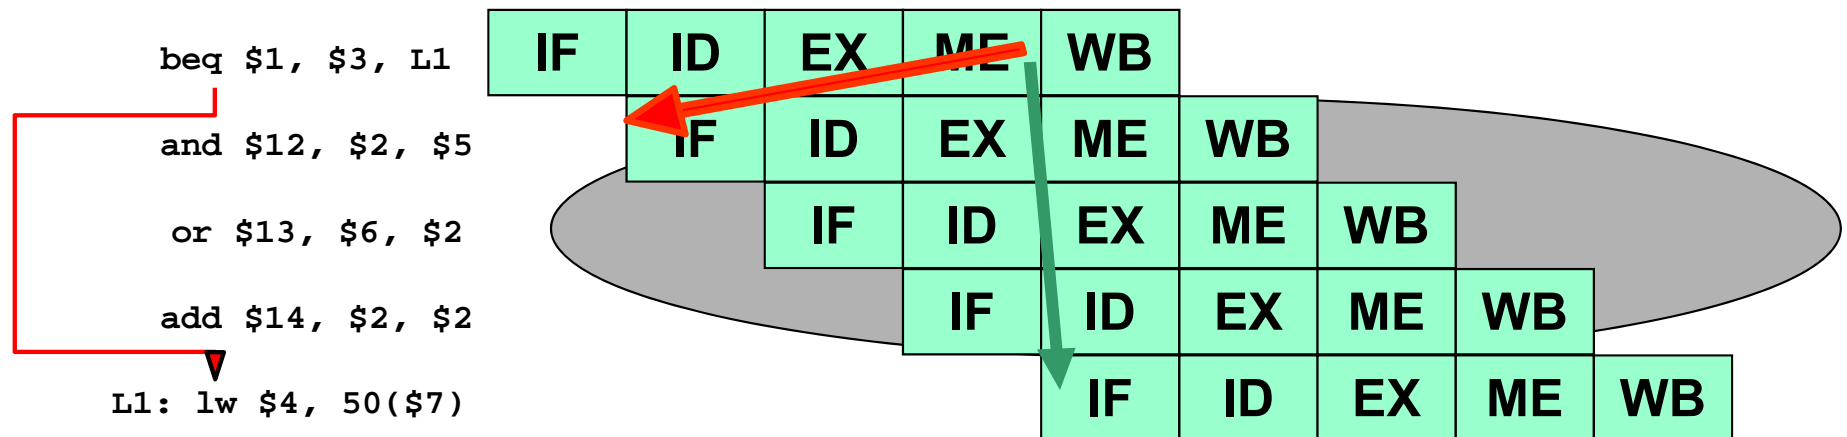 beq $1, $3, L1 IF ID EX ME WB
and $12, $2, $5 IF ID EX ME WB
or $13, $6, $2 IF ID EX ME WB
add $14, $2, $2 IF ID EX ME WB
L1: lw $4, 50($7) IF ID EX ME WB